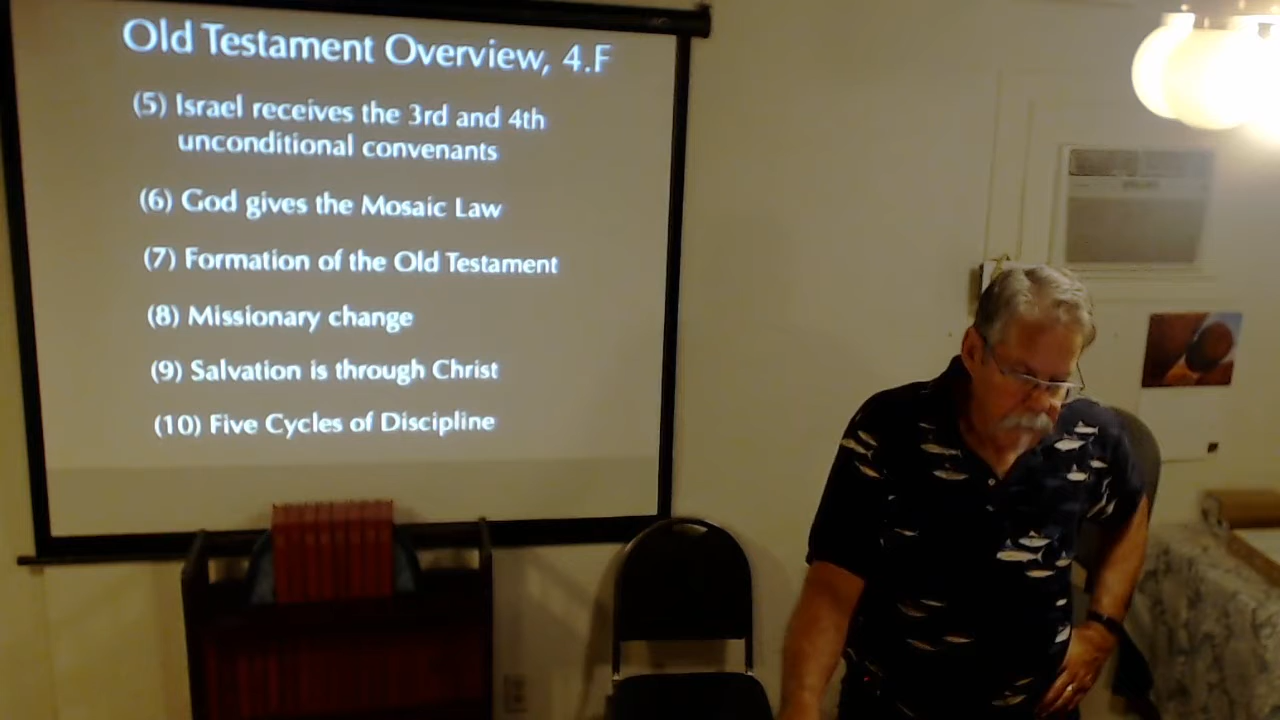 Old Testament Overview, 4.F
(5) Israel receives the 3rd and 4th
unconditional convenants
(6) God gives the Mosaic Law
(7) Formation of the Old Testament
(8) Missionary change
(9) Salvation is through Christ
(10) Five Cycles of Discipline